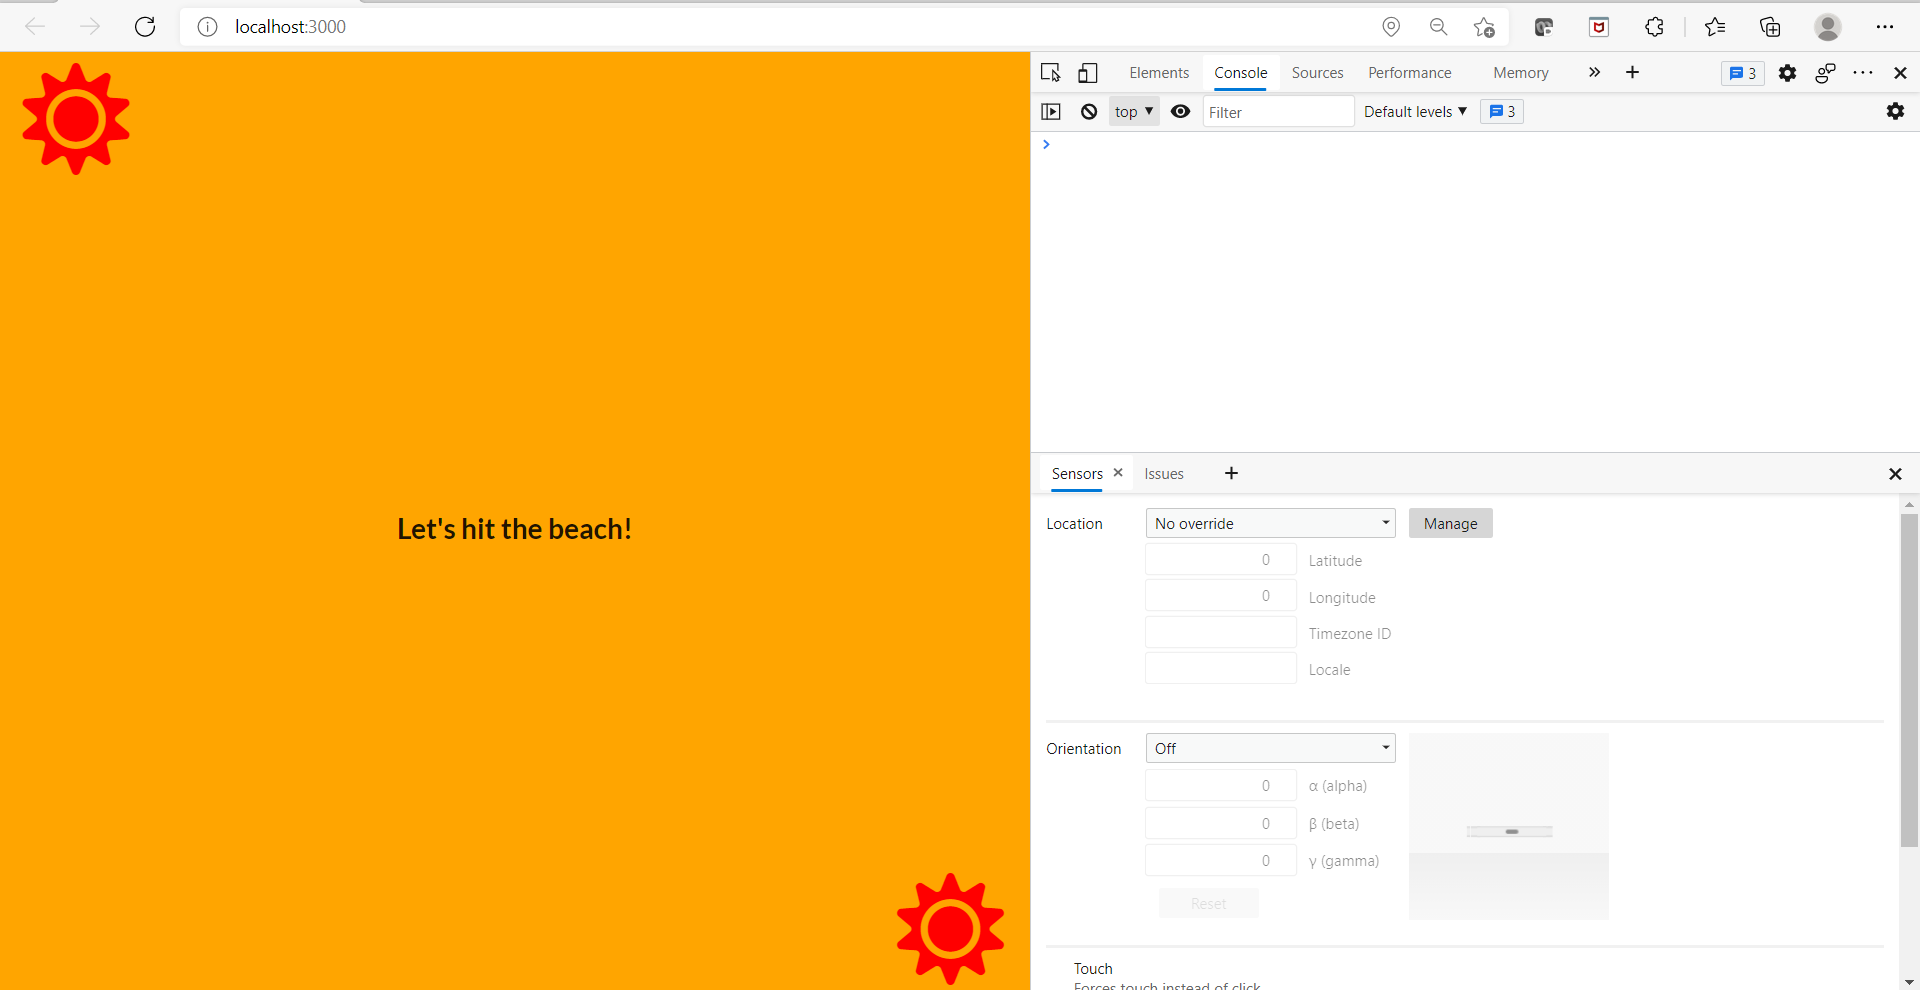 localhost:3000
Elements Console Sources Performance Memory 3
top Filter Default levels 3
Let's hit the beach!
Sensors Issues
Location No override Manage
0 Latitude
0 Longitude
Timezone ID
Locale
Orientation Off
0 α (alpha)
0 β (beta)
0 γ (gamma)
Reset
Touch
Forces touch instead of click